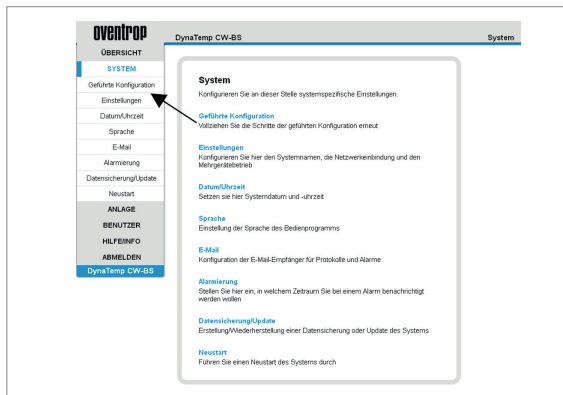 oventrop
DynaTemp CW-BS
System
ÜBERSICHT
SYSTEM
Geführte Konfiguration
Einstellungen
Datum/Uhrzeit
Sprache
E-Mail
Alarmierung
Datensicherung/Update
Neustart
ANLAGE
BENUTZER
HILFE/INFO
ABMELDEN
DynaTemp CW-BS
System
Konfigurieren Sie an dieser Stelle systemspezifische Einstellungen.
Geführte Konfiguration
Vollziehen Sie die Schritte der geführten Konfiguration erneut
Einstellungen
Konfigurieren Sie hier den Systemnamen, die Netzwerkeinbindung und den
Mehrgerätebetrieb
Datum/Uhrzeit
Setzen sie hier Systemdatum und -uhrzeit
Sprache
Einstellung der Sprache des Bedienprogramms
E-Mail
Konfiguration der E-Mail-Empfänger für Protokolle und Alarme
Alarmierung
Stellen Sie hier ein, in welchem Zeitraum Sie bei einem Alarm benachrichtigt
werden wollen
Datensicherung/Update
Erstellung/Wiederherstellung einer Datensicherung oder Update des Systems
Neustart
Führen Sie einen Neustart des Systems durch